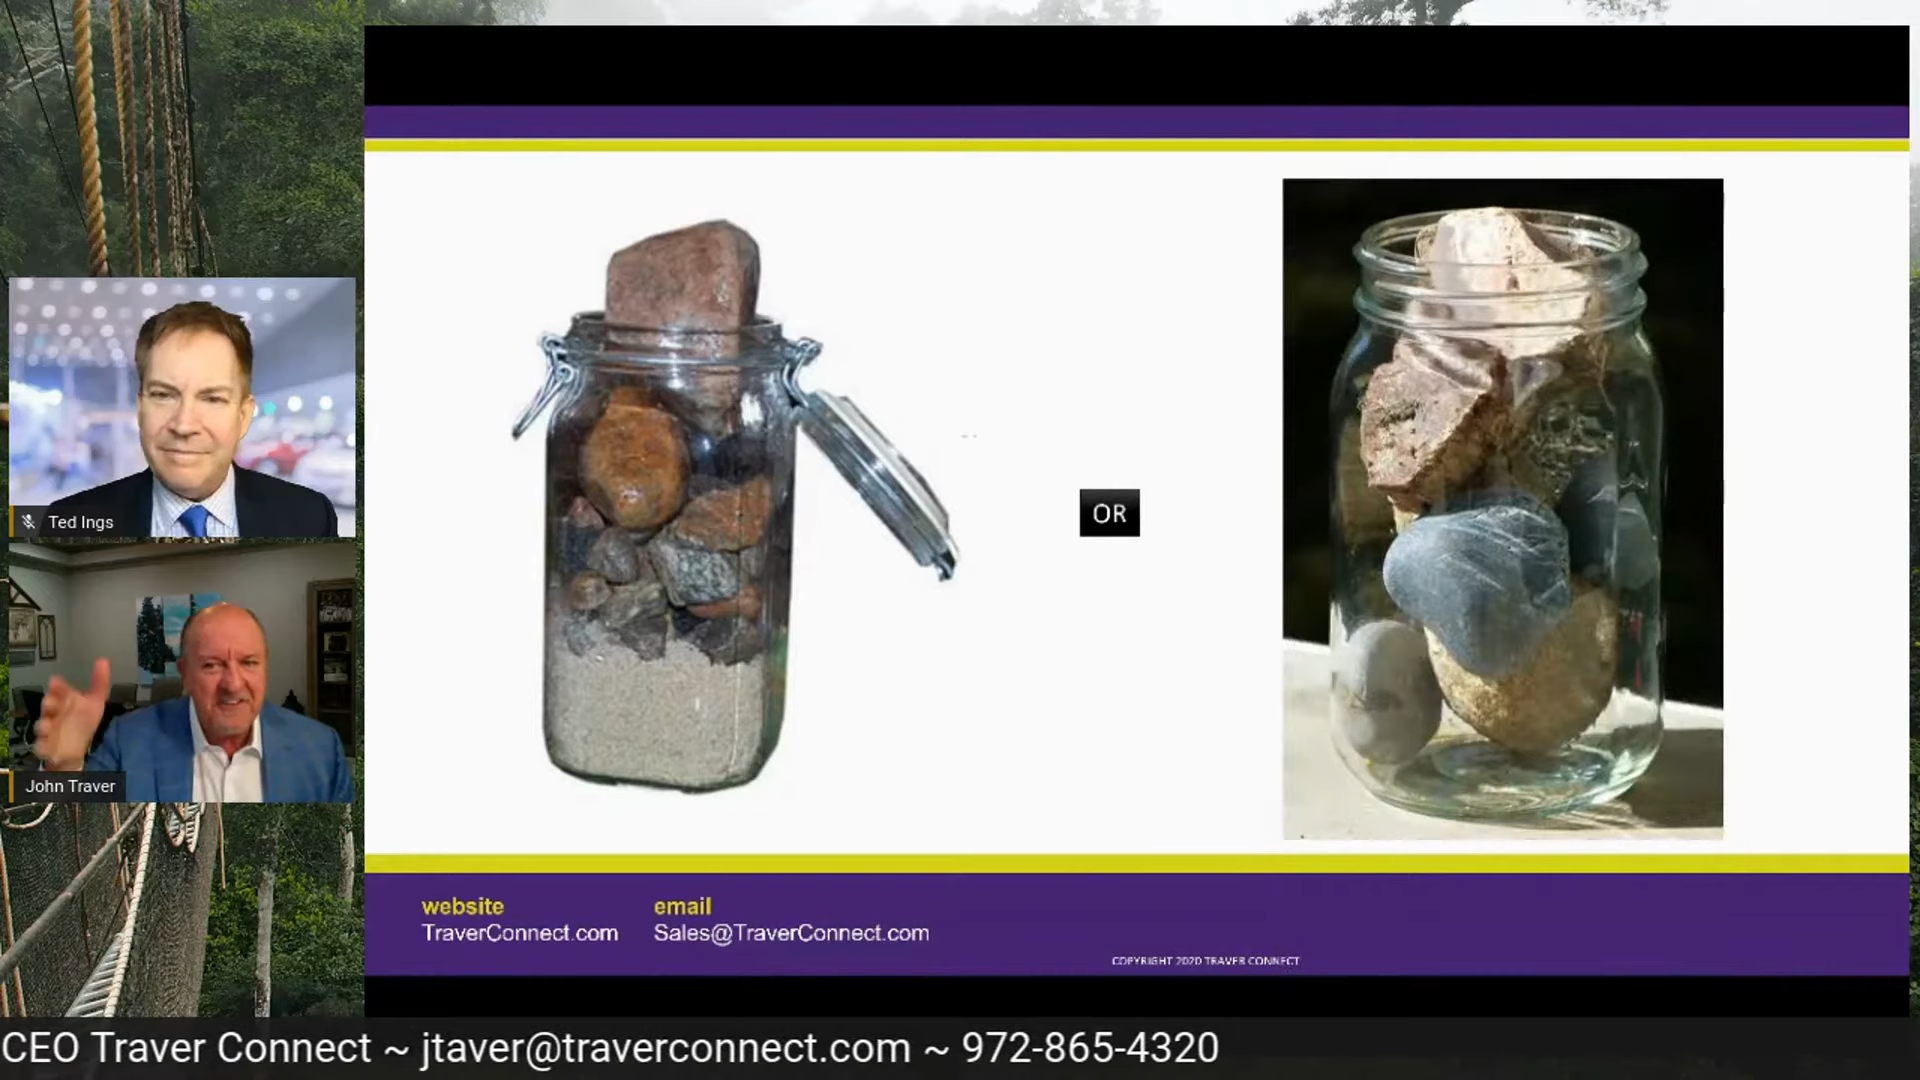 Ted Ings
John Traver
OR
website
TraverConnect.com
email
Sales@TraverConnect.com
COPYRIGHT 2020 TRAVER CONNECT
CEO Traver Connect ~ jtaver@traverconnect.com ~ 972-865-4320